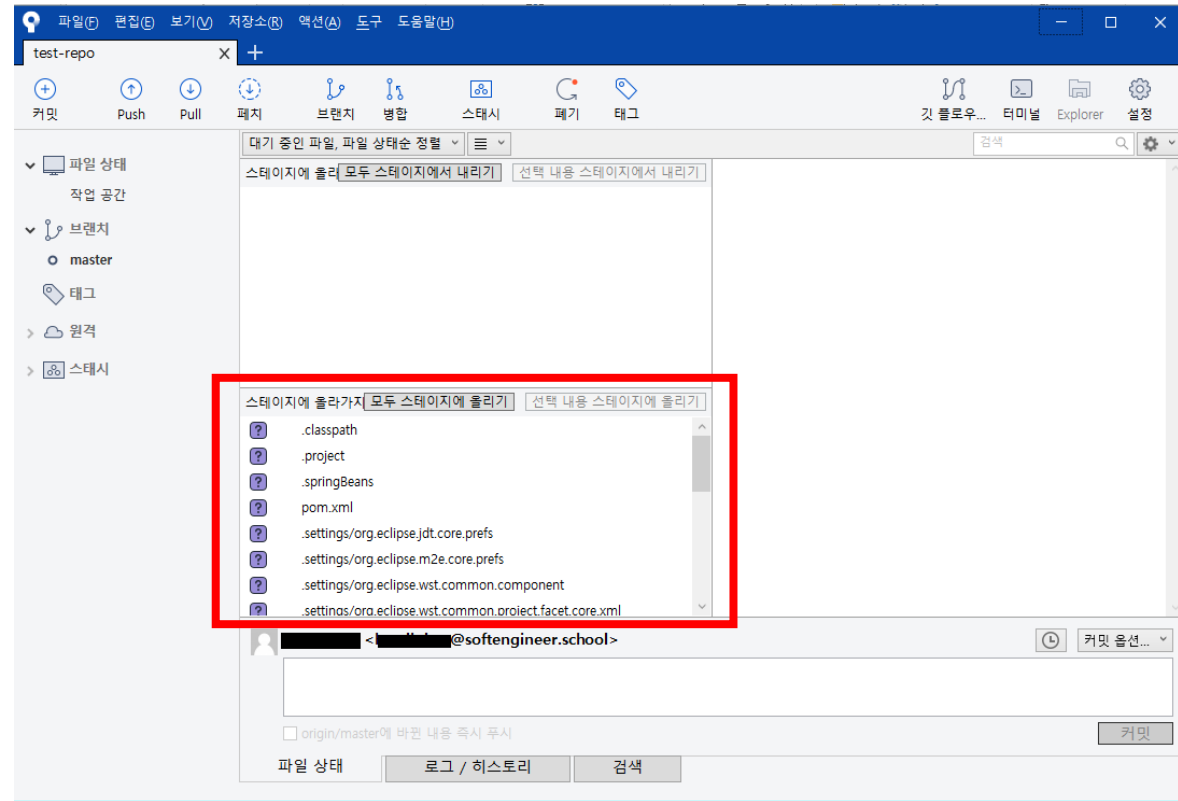 파일(F) 편집(E) 보기(V) 저장소(R) 액션(A) 도구 도움말(H)
test-repo X +
커밋 Push Pull 패치 브랜치 병합 스태시 폐기 태그 깃 플로우... 터미널 Explorer 설정
대기 중인 파일, 파일 상태순 정렬 검색
파일 상태
스테이지에 올라 모두 스테이지에서 내리기 선택 내용 스테이지에서 내리기
작업 공간
브랜치
master
태그
원격
스태시
스테이지에 올라가지 모두 스테이지에 올리기 선택 내용 스테이지에 올리기
.classpath
.project
.springBeans
pom.xml
.settings/org.eclipse.jdt.core.prefs
.settings/org.eclipse.m2e.core.prefs
.settings/org.eclipse.wst.common.component
.settings/org.eclipse.wst.common.project.facet.core.xml
@softengineer.school> 커밋 옵션...
origin/master에 바뀐 내용 즉시 푸시 커밋
파일 상태 로그 / 히스토리 검색